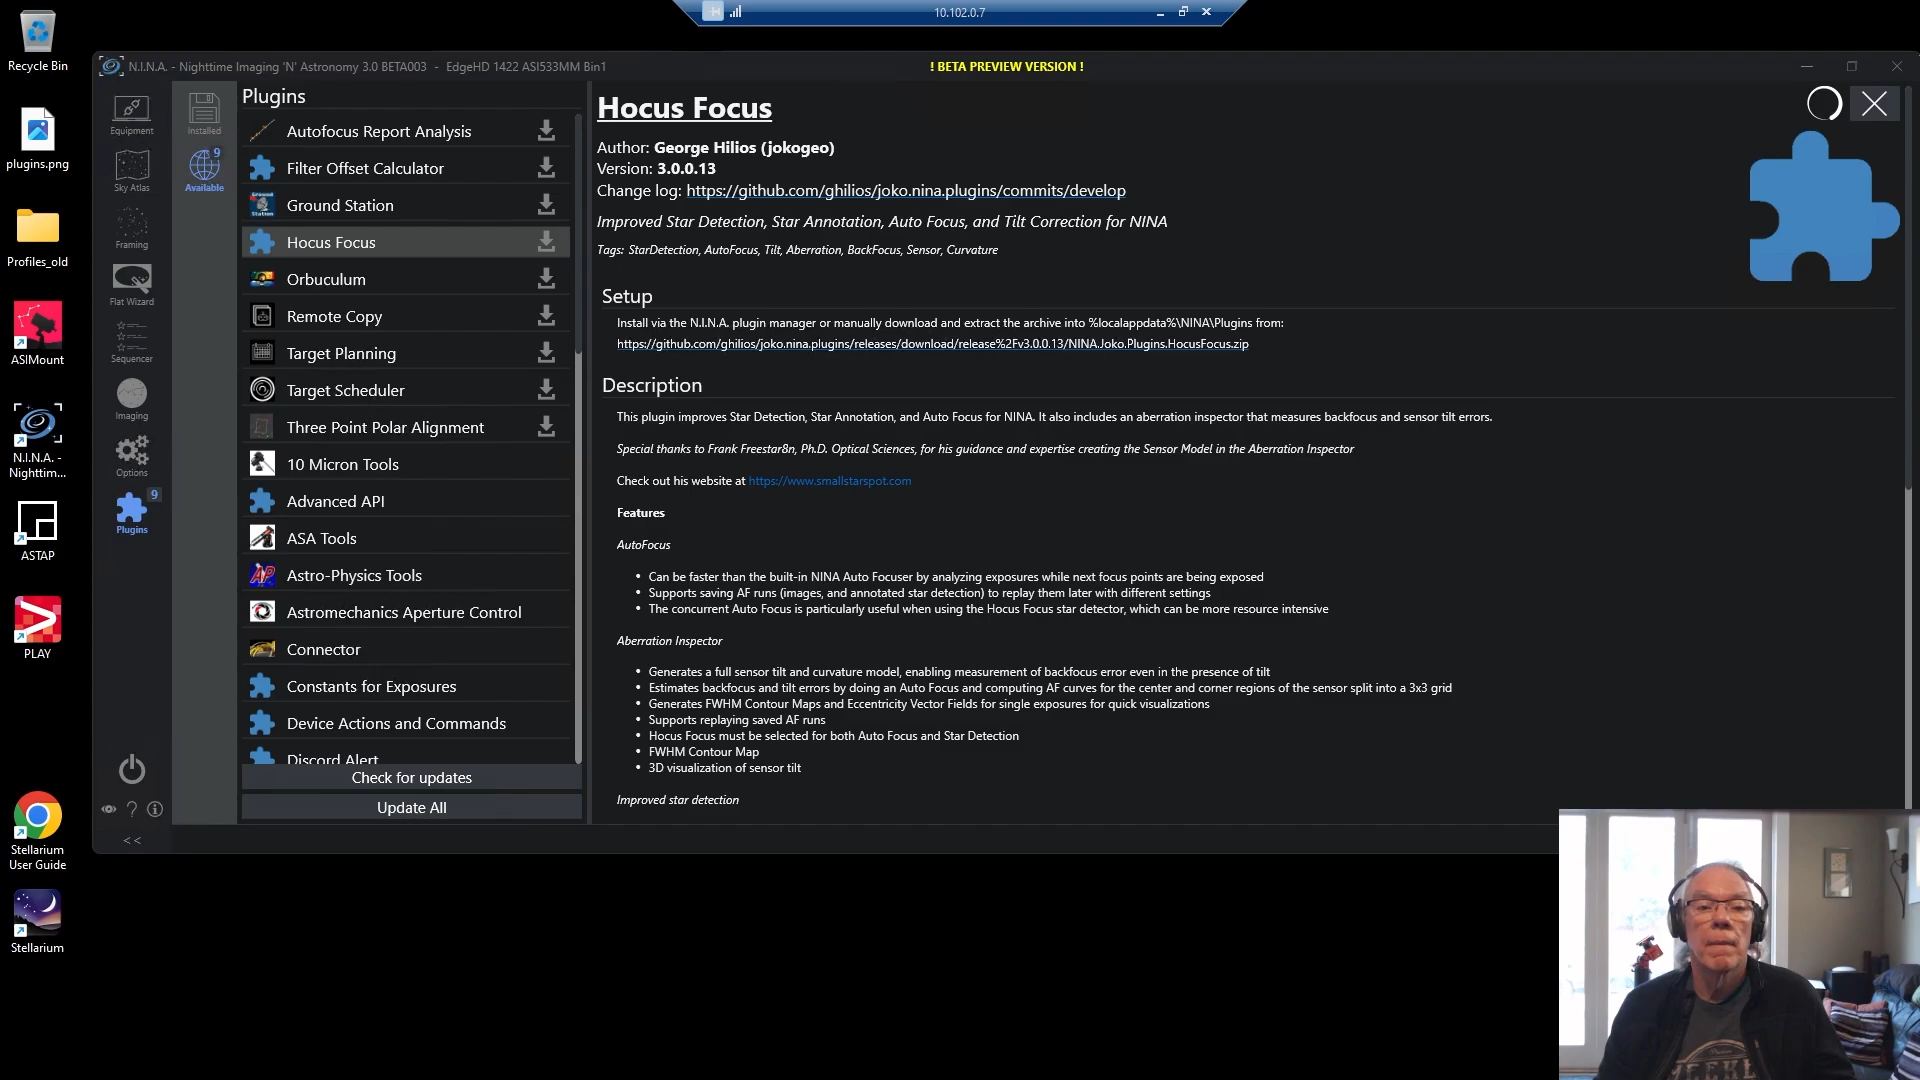 10.102.0.7
Recycle Bin
plugins.png
Profiles_old
ASIMount
N.I.N.A. -
Nighttim...
ASTAP
PLAY
Stellarium
User Guide
Stellarium
N.I.N.A. - Nighttime Imaging 'N' Astronomy 3.0 BETA003 - EdgeHD 1422 ASI533MM Bin1
! BETA PREVIEW VERSION !
Equipment
Sky Atlas
Framing
Flat Wizard
Sequencer
Imaging
Options
9
Plugins
<<
Installed
9
Available
Plugins
Autofocus Report Analysis
Filter Offset Calculator
Ground Station
Hocus Focus
Orbuculum
Remote Copy
Target Planning
Target Scheduler
Three Point Polar Alignment
10 Micron Tools
Advanced API
ASA Tools
Astro-Physics Tools
Astromechanics Aperture Control
Connector
Constants for Exposures
Device Actions and Commands
Discord Alert
Check for updates
Update All
Hocus Focus
Author: George Hilios (jokogeo)
Version: 3.0.0.13
Change log: https://github.com/ghilios/joko.nina.plugins/commits/develop
Improved Star Detection, Star Annotation, Auto Focus, and Tilt Correction for NINA
Tags: StarDetection, AutoFocus, Tilt, Aberration, BackFocus, Sensor, Curvature
Setup
Install via the N.I.N.A. plugin manager or manually download and extract the archive into %localappdata%\NINA\Plugins from:
https://github.com/ghilios/joko.nina.plugins/releases/download/release%2Fv3.0.0.13/NINA.Joko.Plugins.HocusFocus.zip
Description
This plugin improves Star Detection, Star Annotation, and Auto Focus for NINA. It also includes an aberration inspector that measures backfocus and sensor tilt errors.
Special thanks to Frank Freestar8n, Ph.D. Optical Sciences, for his guidance and expertise creating the Sensor Model in the Aberration Inspector
Check out his website at https://www.smallstarspot.com
Features
AutoFocus
• Can be faster than the built-in NINA Auto Focuser by analyzing exposures while next focus points are being exposed
• Supports saving AF runs (images, and annotated star detection) to replay them later with different settings
• The concurrent Auto Focus is particularly useful when using the Hocus Focus star detector, which can be more resource intensive
Aberration Inspector
• Generates a full sensor tilt and curvature model, enabling measurement of backfocus error even in the presence of tilt
• Estimates backfocus and tilt errors by doing an Auto Focus and computing AF curves for the center and corner regions of the sensor split into a 3x3 grid
• Generates FWHM Contour Maps and Eccentricity Vector Fields for single exposures for quick visualizations
• Supports replaying saved AF runs
• Hocus Focus must be selected for both Auto Focus and Star Detection
• FWHM Contour Map
• 3D visualization of sensor tilt
Improved star detection